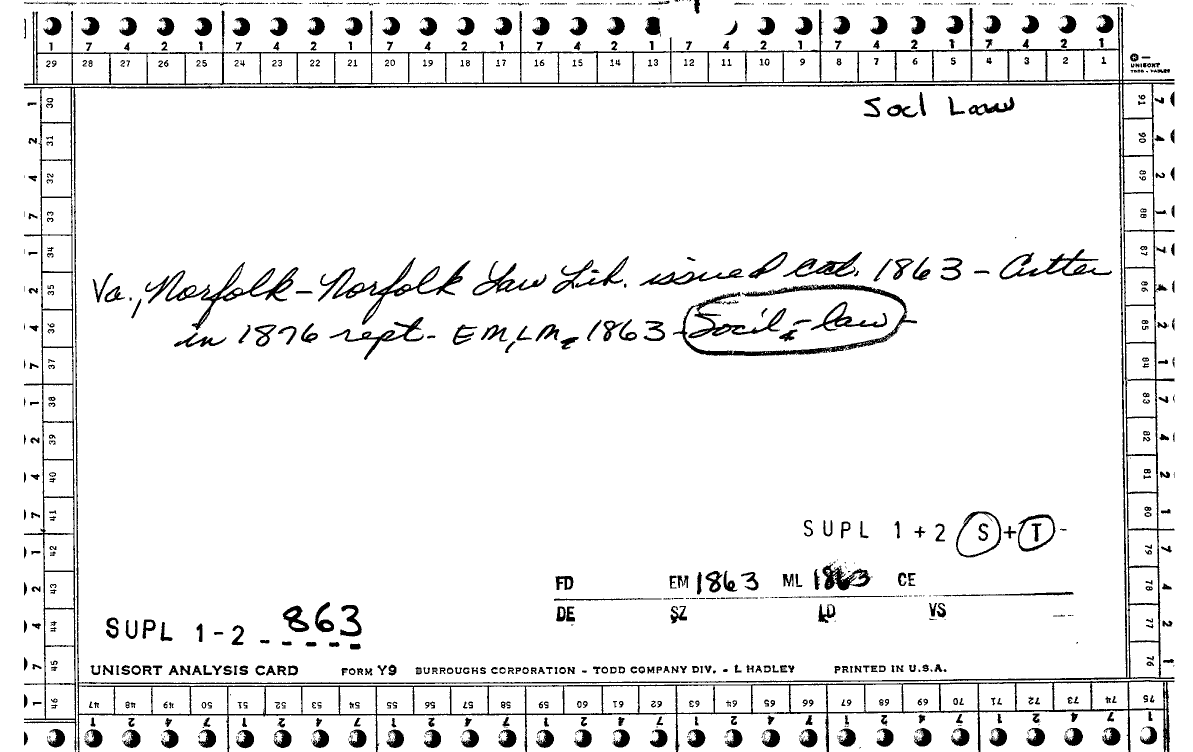 7 4 2 1 7 4 2 1 7 4 2 1 7 4 2 1 7 4 2 1 7 4 2 1 7 4 2 1
29 28 27 26 25 24 23 22 21 20 19 18 17 16 15 14 13 12 11 10 9 8 7 6 5 4 3 2 1
UNISORT
TODD - HADLEY
Socl Law
Va., Norfolk - Norfolk Law Lib. issued cat. 1863 - Cutter
in 1876 rept. - EM, LM = 1863 - Socil = law -
SUPL 1 + 2 S + T -
FD EM 1863 ML 1863 CE
DE SZ LD VS
SUPL 1-2 - 863
UNISORT ANALYSIS CARD FORM Y9 BURROUGHS CORPORATION - TODD COMPANY DIV. - L HADLEY PRINTED IN U.S.A.
30 31 32 33 34 35 36 37 38 39 40 41 42 43 44 45 46
91 90 89 88 87 86 85 84 83 82 81 80 79 78 77 76
47 48 49 50 51 52 53 54 55 56 57 58 59 60 61 62 63 64 65 66 67 68 69 70 71 72 73 74 75